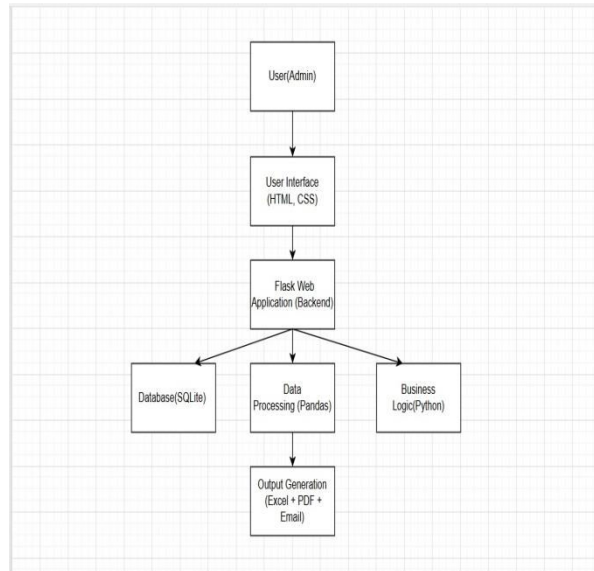 User(Admin)
User Interface
(HTML, CSS)
Flask Web
Application (Backend)
Database(SQLite)
Data
Processing (Pandas)
Business
Logic(Python)
Output Generation
(Excel + PDF +
Email)